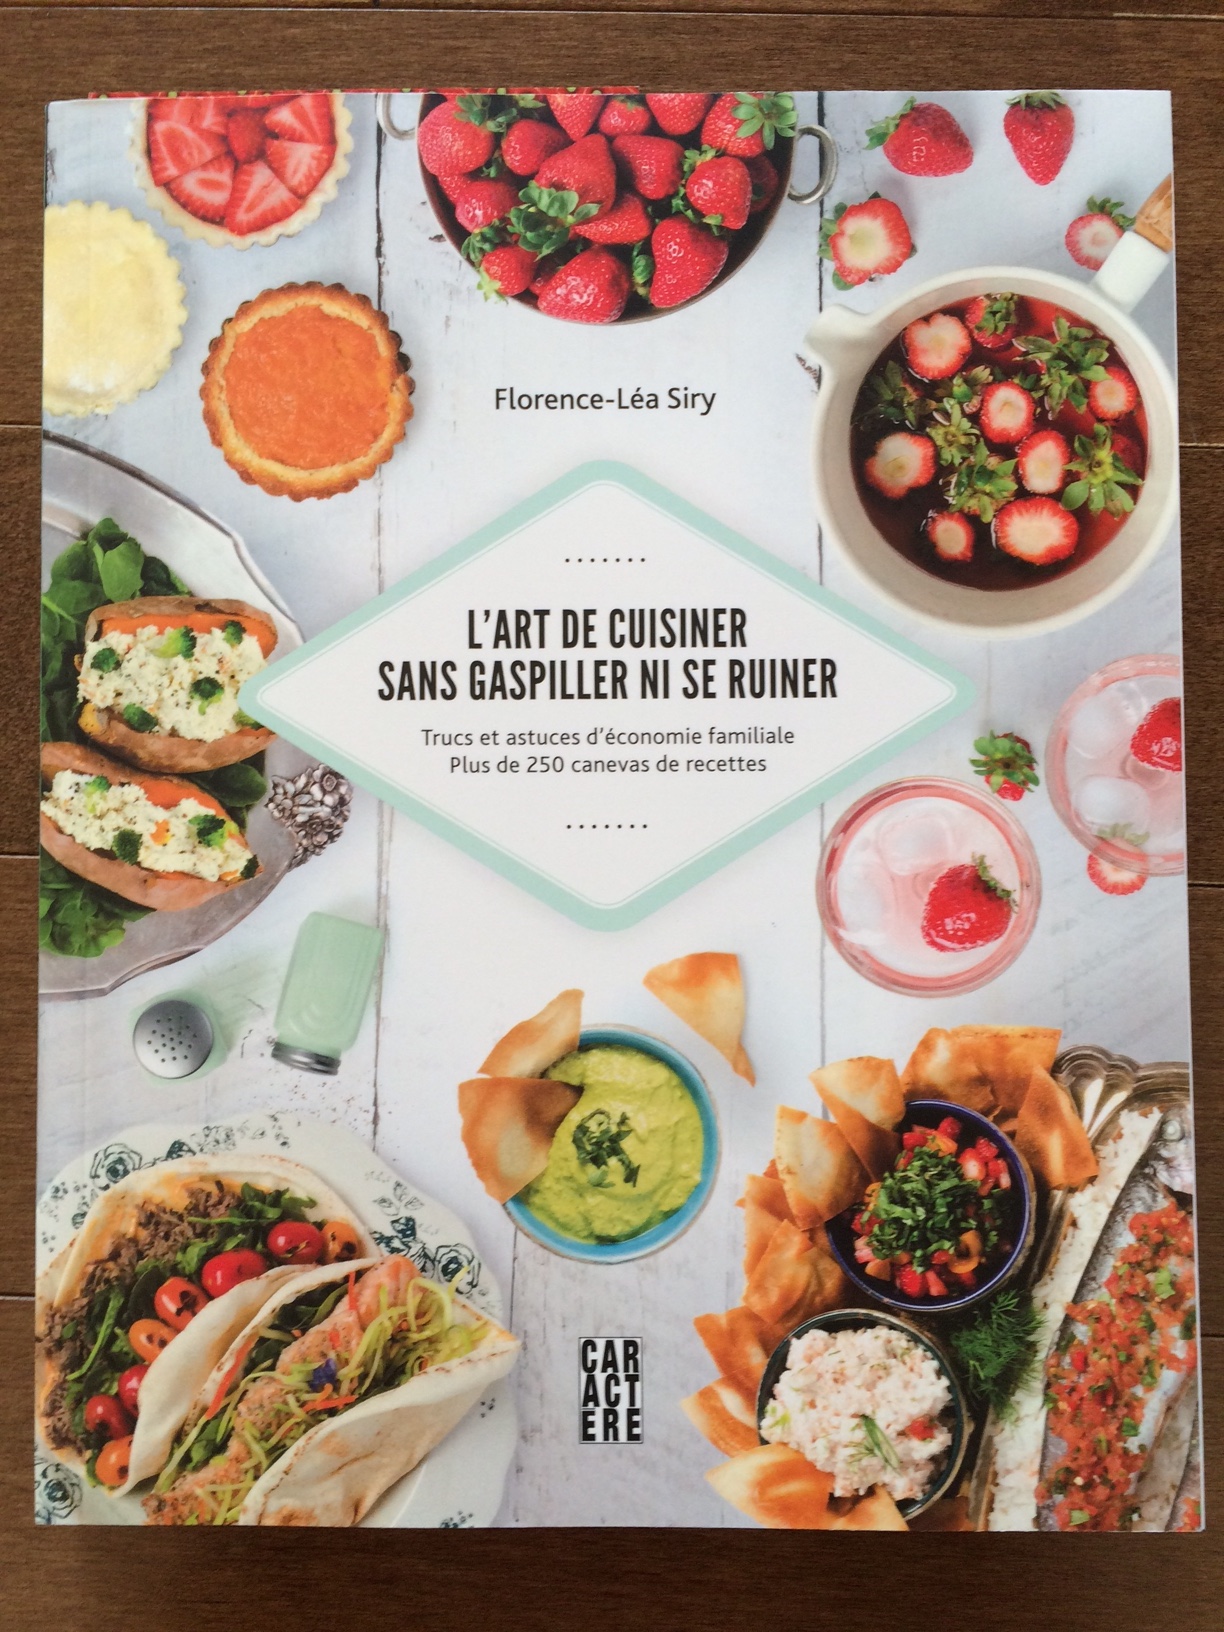 Florence-Léa Siry
L'ART DE CUISINER
SANS GASPILLER NI SE RUINER
Trucs et astuces d'économie familiale
Plus de 250 canevas de recettes
CAR
ACT
ÈRE